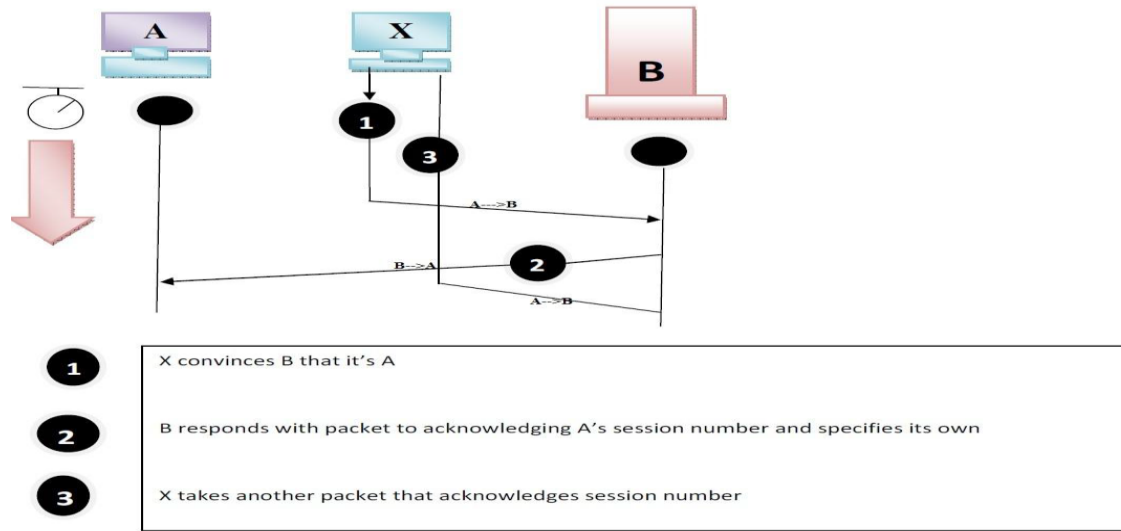 A
X
B
1
3
A--->B
2
B-->A
A-->B
1
X convinces B that it's A
2
B responds with packet to acknowledging A's session number and specifies its own
3
X takes another packet that acknowledges session number